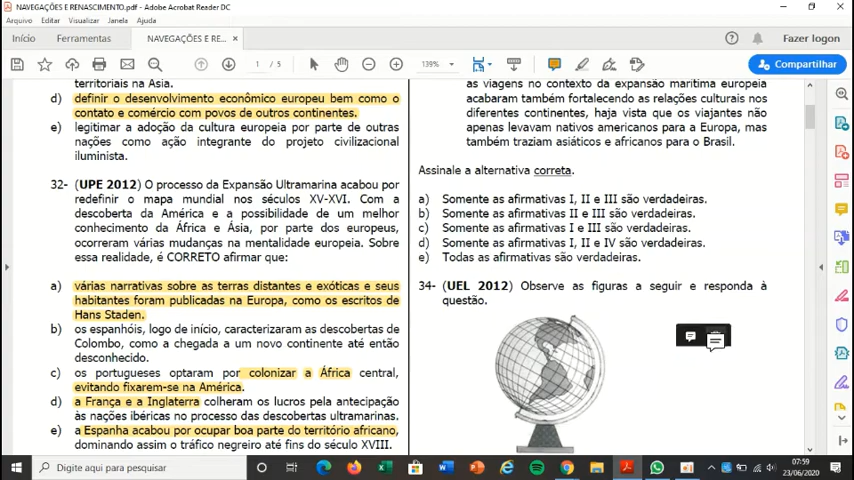 NAVEGAÇÕES E RENASCIMENTO.pdf - Adobe Acrobat Reader DC
Arquivo Editar Visualizar Janela Ajuda
Início Ferramentas NAVEGAÇÕES E RE... × Fazer logon
1 / 5 139% Compartilhar
territoriais na Ásia.
d) definir o desenvolvimento econômico europeu bem como o
contato e comércio com povos de outros continentes.
e) legitimar a adoção da cultura europeia por parte de outras
nações como ação integrante do projeto civilizacional
iluminista.
32- (UPE 2012) O processo da Expansão Ultramarina acabou por
redefinir o mapa mundial nos séculos XV-XVI. Com a
descoberta da América e a possibilidade de um melhor
conhecimento da África e Ásia, por parte dos europeus,
ocorreram várias mudanças na mentalidade europeia. Sobre
essa realidade, é CORRETO afirmar que:
a) várias narrativas sobre as terras distantes e exóticas e seus
habitantes foram publicadas na Europa, como os escritos de
Hans Staden.
b) os espanhóis, logo de início, caracterizaram as descobertas de
Colombo, como a chegada a um novo continente até então
desconhecido.
c) os portugueses optaram por colonizar a África central,
evitando fixarem-se na América.
d) a França e a Inglaterra colheram os lucros pela antecipação
às nações ibéricas no processo das descobertas ultramarinas.
e) a Espanha acabou por ocupar boa parte do território africano,
dominando assim o tráfico negreiro até fins do século XVIII.
as viagens no contexto da expansão marítima europeia
acabaram também fortalecendo as relações culturais nos
diferentes continentes, haja vista que os viajantes não
apenas levavam nativos americanos para a Europa, mas
também traziam asiáticos e africanos para o Brasil.
Assinale a alternativa correta.
a) Somente as afirmativas I, II e III são verdadeiras.
b) Somente as afirmativas II e III são verdadeiras.
c) Somente as afirmativas I e III são verdadeiras.
d) Somente as afirmativas I, II e IV são verdadeiras.
e) Todas as afirmativas são verdadeiras.
34- (UEL 2012) Observe as figuras a seguir e responda à
questão.
Digite aqui para pesquisar
07:59
23/06/2020